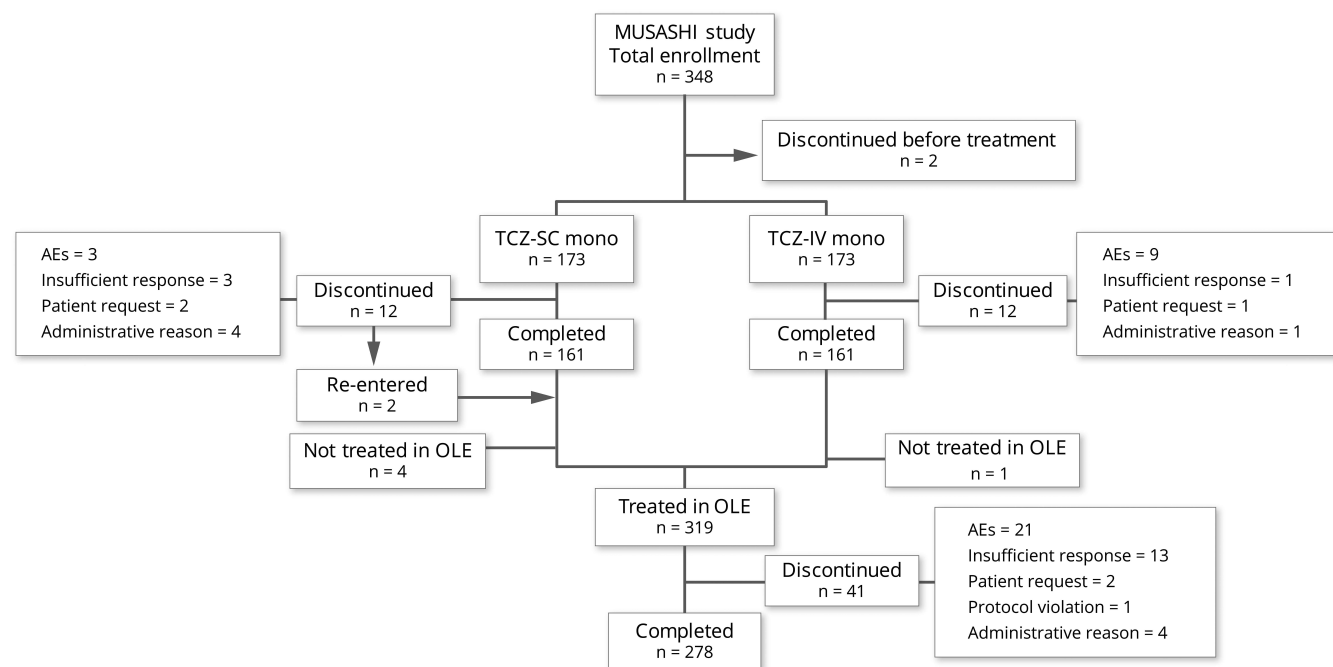 MUSASHI study
Total enrollment
n = 348
Discontinued before treatment
n = 2
TCZ-SC mono
n = 173
TCZ-IV mono
n = 173
AEs = 3
Insufficient response = 3
Patient request = 2
Administrative reason = 4
Discontinued
n = 12
Discontinued
n = 12
AEs = 9
Insufficient response = 1
Patient request = 1
Administrative reason = 1
Completed
n = 161
Completed
n = 161
Re-entered
n = 2
Not treated in OLE
n = 4
Not treated in OLE
n = 1
Treated in OLE
n = 319
Discontinued
n = 41
AEs = 21
Insufficient response = 13
Patient request = 2
Protocol violation = 1
Administrative reason = 4
Completed
n = 278